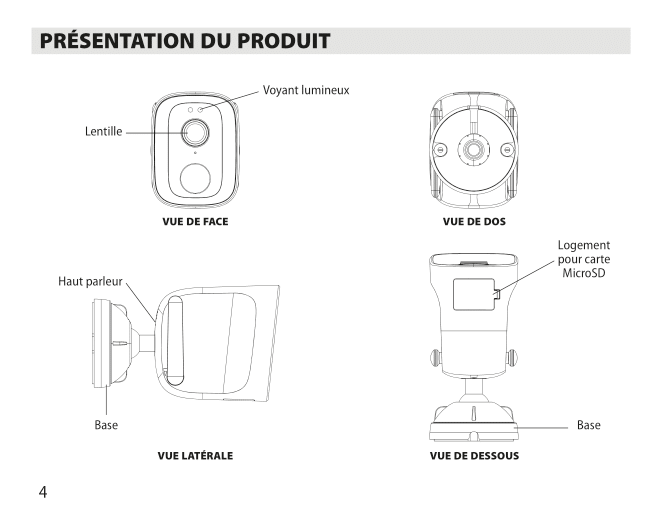 PRÉSENTATION DU PRODUIT
Voyant lumineux
Lentille
VUE DE FACE
VUE DE DOS
Logement
pour carte
MicroSD
Haut parleur
Base
Base
VUE LATÉRALE
VUE DE DESSOUS
4